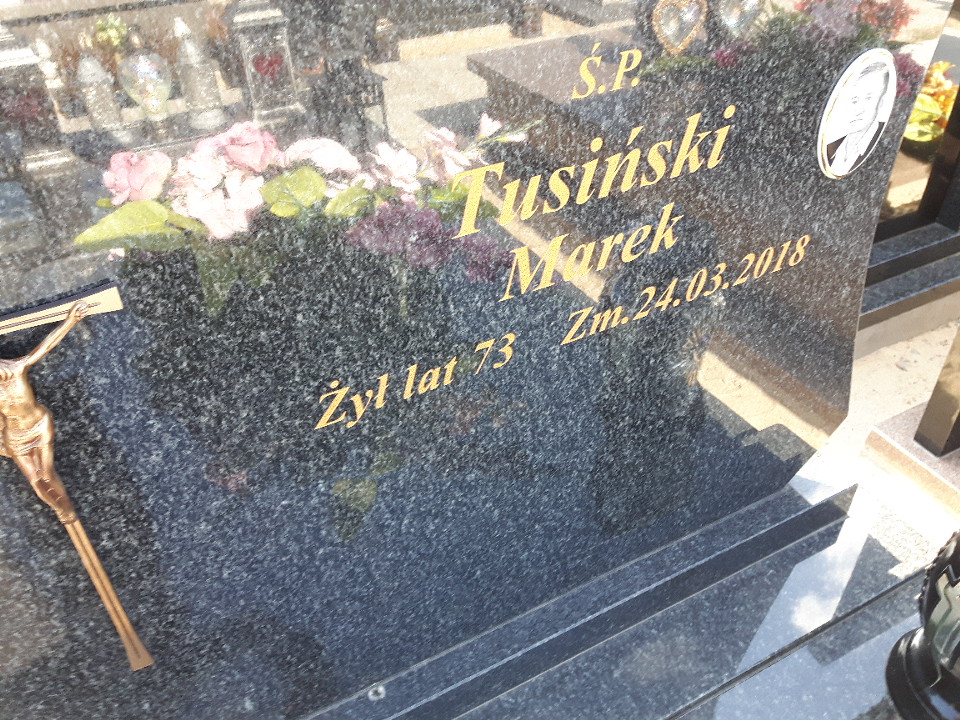 Ś.P.
Tusiński
Marek
Żył lat 73 Zm.24.03.2018